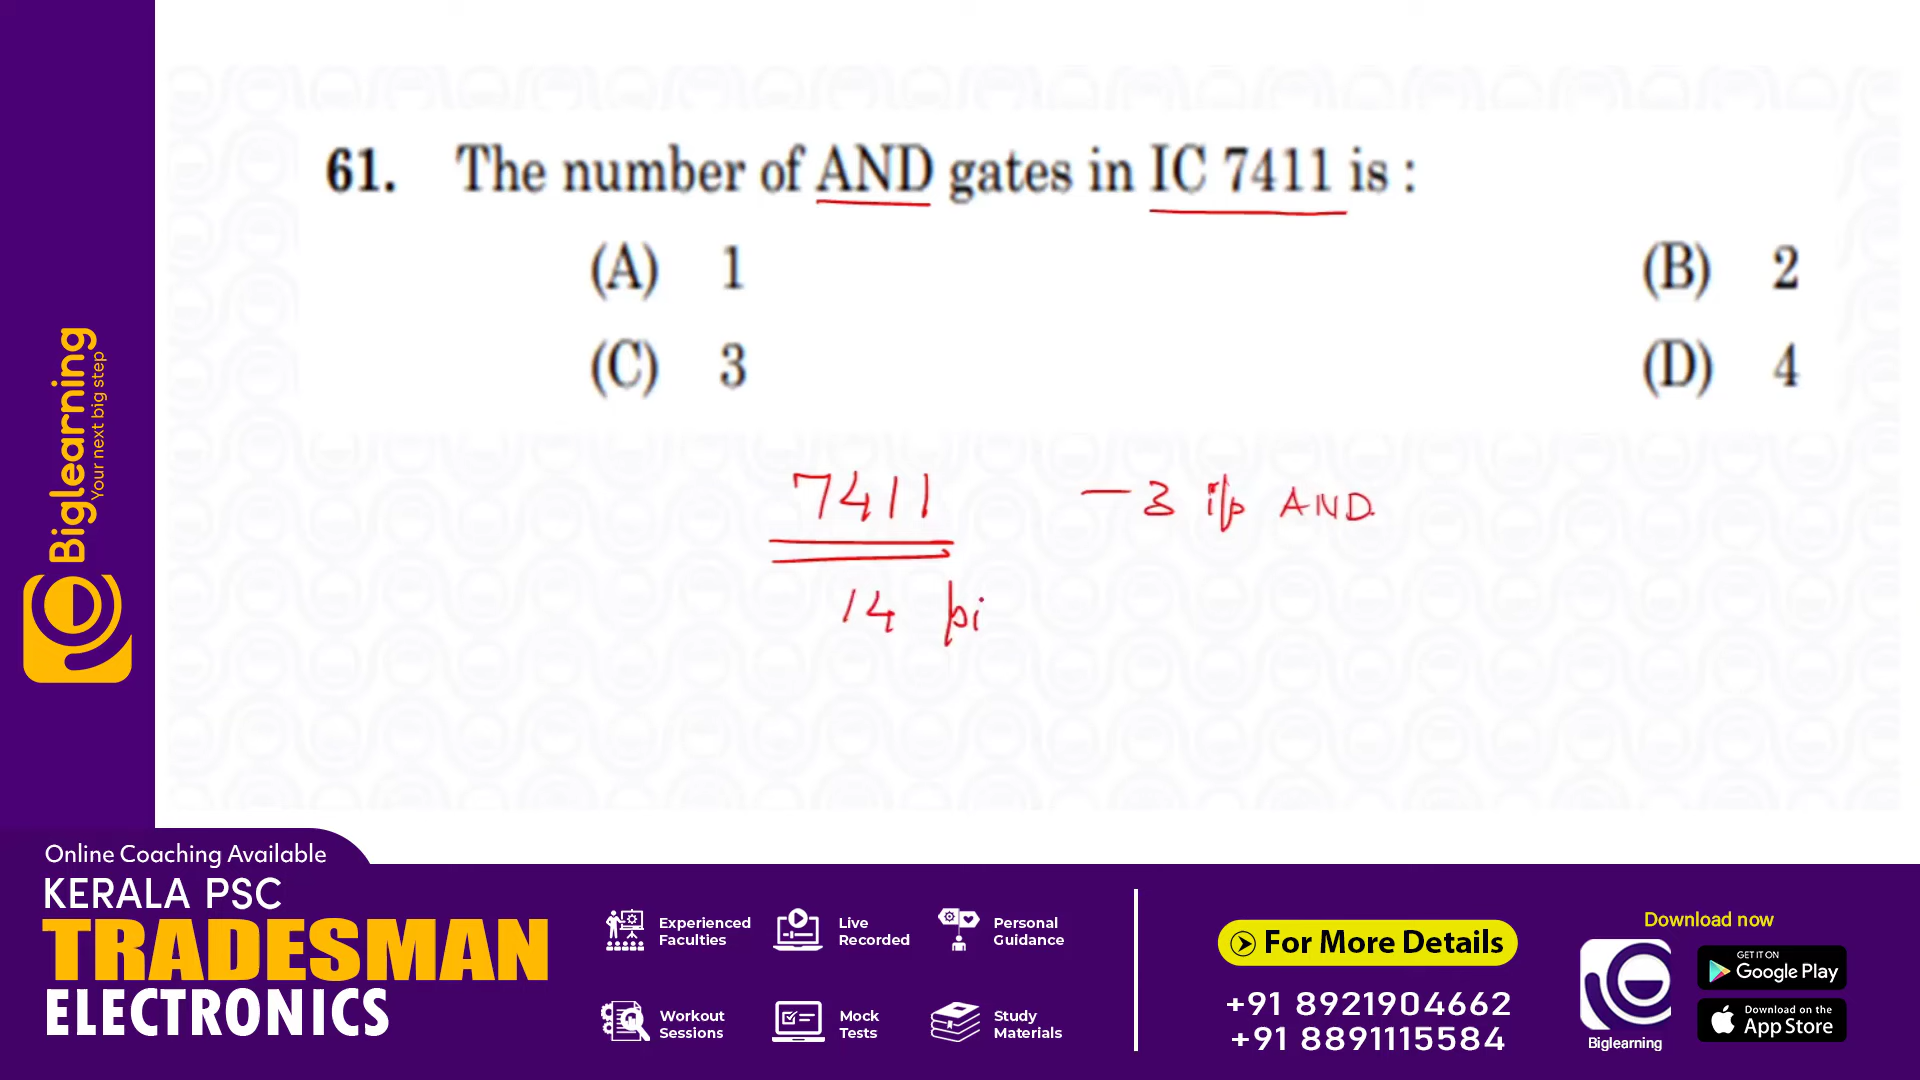 61. The number of AND gates in IC 7411 is :
(A) 1 (B) 2
(C) 3 (D) 4
7411 — 3 i/p AND
14 pi
Biglearning
Your next big step
Online Coaching Available
KERALA PSC
TRADESMAN
ELECTRONICS
Experienced Faculties
Live Recorded
Personal Guidance
Workout Sessions
Mock Tests
Study Materials
For More Details
+91 8921904662
+91 8891115584
Download now
Biglearning
GET IT ON
Google Play
Download on the
App Store